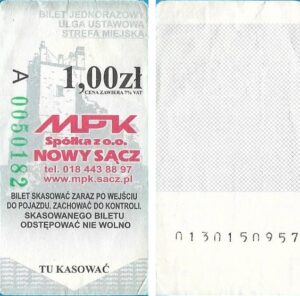 BILET JEDNORAZOWY
ULGA USTAWOWA
STREFA MIEJSKA
A 0050182
1,00zł
CENA ZAWIERA 7% VAT
MPK
Spółka z o.o.
NOWY SĄCZ
tel. 018 443 88 97
www.mpk.sacz.pl
BILET SKASOWAĆ ZARAZ PO WEJŚCIU
DO POJAZDU. ZACHOWAĆ DO KONTROLI.
SKASOWANEGO BILETU
ODSTĘPOWAĆ NIE WOLNO
TU KASOWAĆ
0130150957